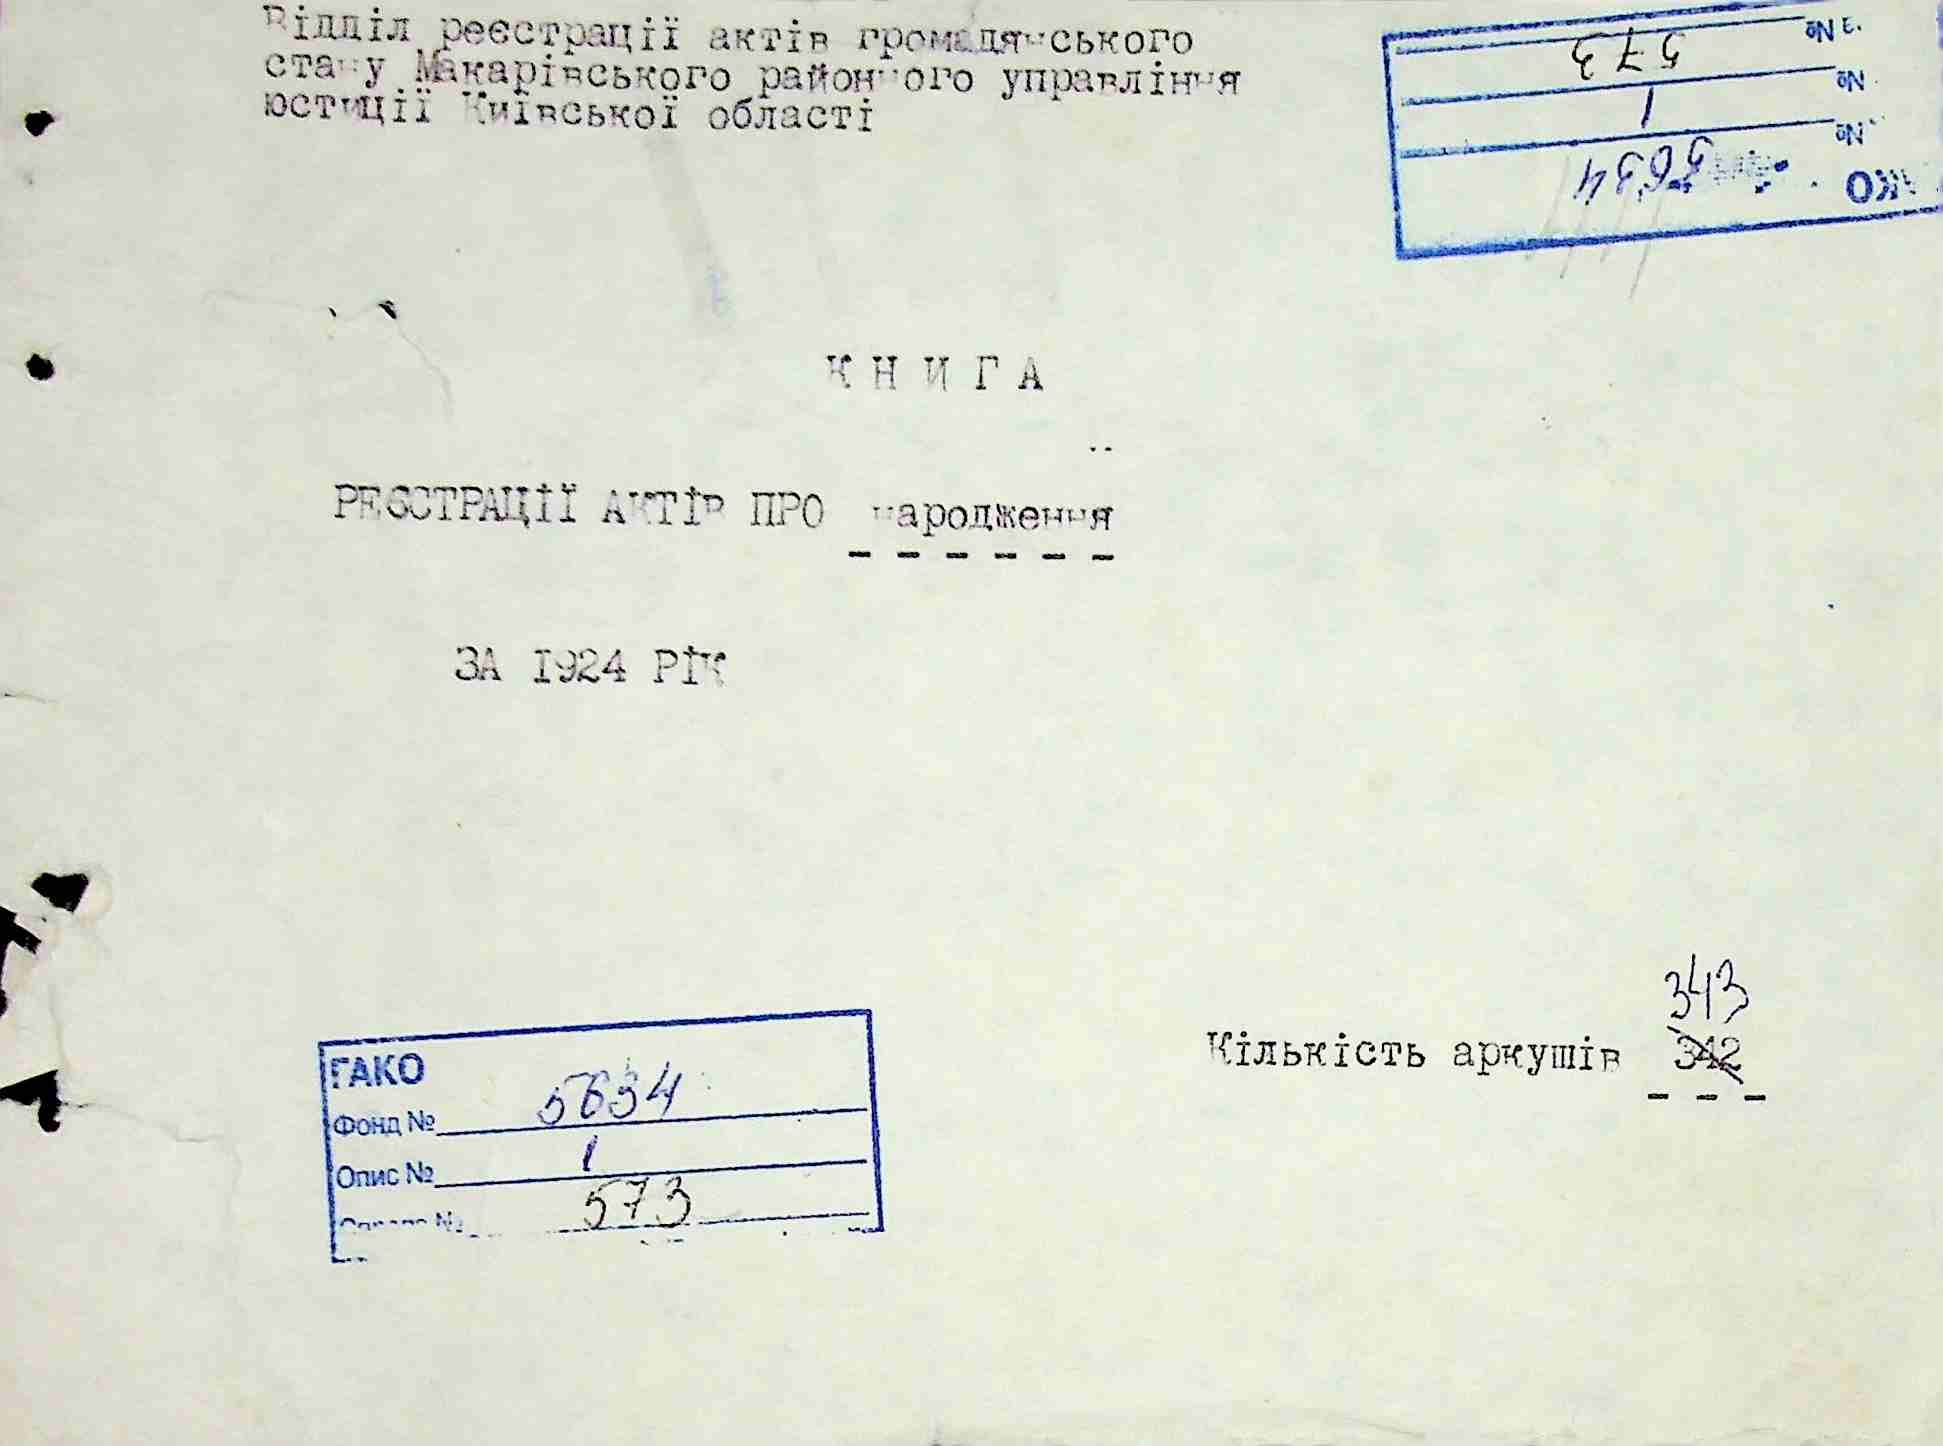 Відділ реєстрації актів громадянського
стану Макарівського районного управління
юстиції Київської області
573
1
5634
КНИГА
РЕЄСТРАЦІЇ АКТІВ ПРО народження
ЗА 1924 РІК
343
Кількість аркушів 342
ГАКО
Фонд № 5634
Опис № 1
573